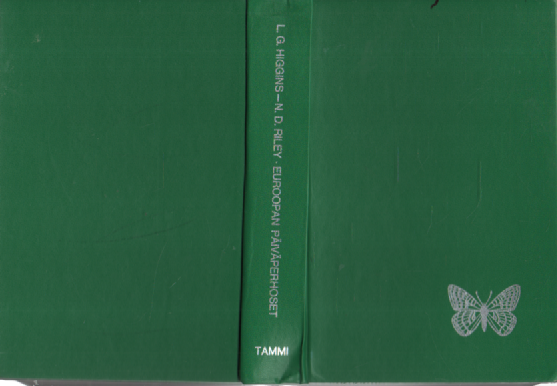 L. G. HIGGINS – N. D. RILEY · EUROOPAN PÄIVÄPERHOSET
TAMMI